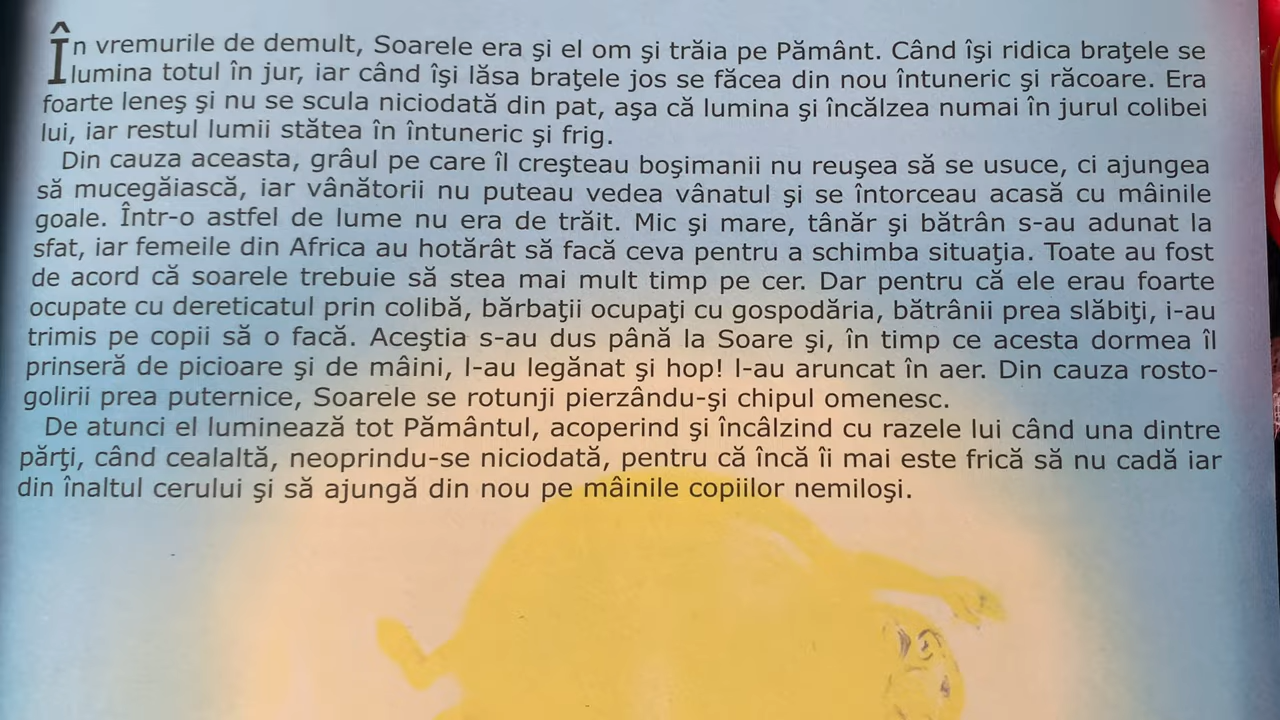 În vremurile de demult, Soarele era şi el om şi trăia pe Pământ. Când îşi ridica braţele se
lumina totul în jur, iar când îşi lăsa braţele jos se făcea din nou întuneric şi răcoare. Era
foarte leneş şi nu se scula niciodată din pat, aşa că lumina şi încălzea numai în jurul colibei
lui, iar restul lumii stătea în întuneric şi frig.
Din cauza aceasta, grâul pe care îl creşteau boşimanii nu reuşea să se usuce, ci ajungea
să mucegăiască, iar vânătorii nu puteau vedea vânatul şi se întorceau acasă cu mâinile
goale. Într-o astfel de lume nu era de trăit. Mic şi mare, tânăr şi bătrân s-au adunat la
sfat, iar femeile din Africa au hotărât să facă ceva pentru a schimba situaţia. Toate au fost
de acord că soarele trebuie să stea mai mult timp pe cer. Dar pentru că ele erau foarte
ocupate cu dereticatul prin colibă, bărbaţii ocupaţi cu gospodăria, bătrânii prea slăbiţi, i-au
trimis pe copii să o facă. Aceştia s-au dus până la Soare şi, în timp ce acesta dormea îl
prinseră de picioare şi de mâini, l-au legănat şi hop! l-au aruncat în aer. Din cauza rosto-
golirii prea puternice, Soarele se rotunji pierzându-şi chipul omenesc.
De atunci el luminează tot Pământul, acoperind şi încâlzind cu razele lui când una dintre
părţi, când cealaltă, neoprindu-se niciodată, pentru că încă îi mai este frică să nu cadă iar
din înaltul cerului şi să ajungă din nou pe mâinile copiilor nemiloşi.